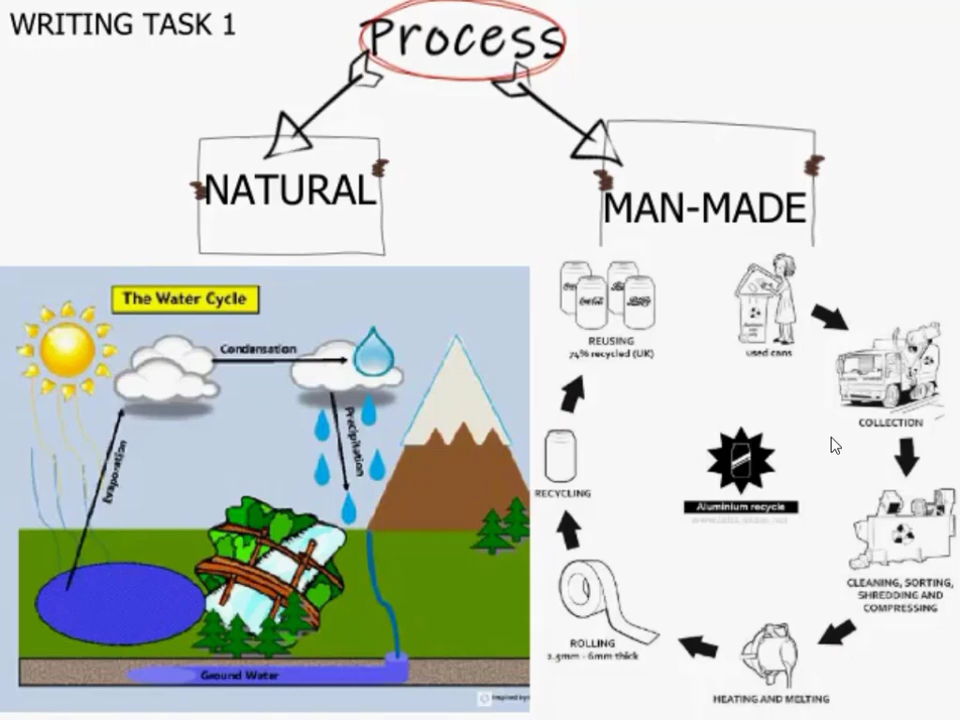 WRITING TASK 1
Process
NATURAL
MAN-MADE
The Water Cycle
Condensation
Evaporation
Precipitation
Ground Water
REUSING
74% recycled (UK)
used cans
COLLECTION
RECYCLING
Aluminium recycle
CLEANING, SORTING,
SHREDDING AND
COMPRESSING
ROLLING
2.5mm - 6mm thick
HEATING AND MELTING